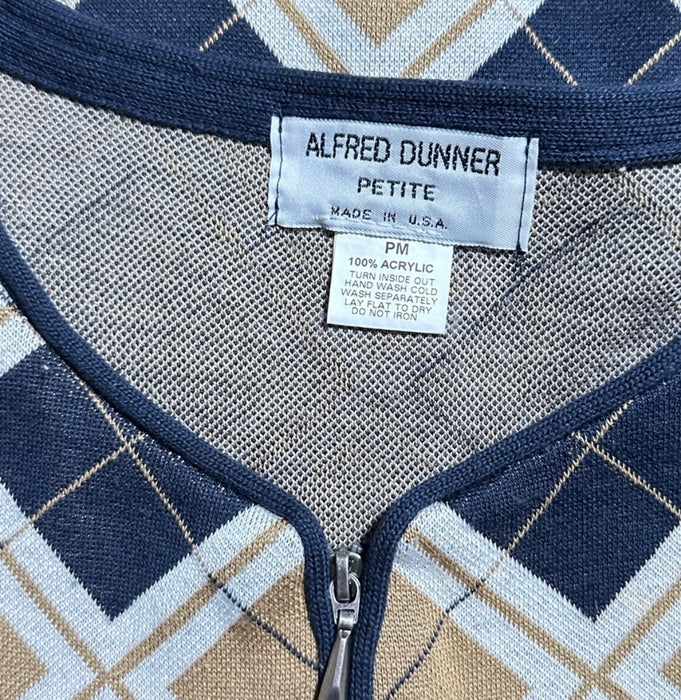 ALFRED DUNNER
PETITE
MADE IN U.S.A.
PM
100% ACRYLIC
TURN INSIDE OUT
HAND WASH COLD
WASH SEPARATELY
LAY FLAT TO DRY
DO NOT IRON